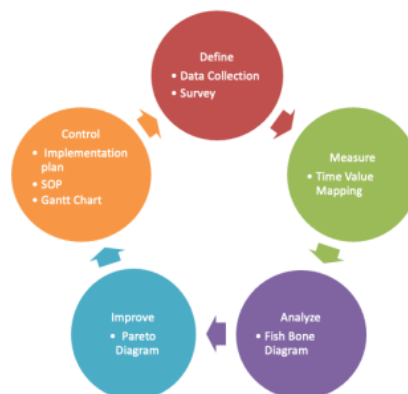 Define
• Data Collection
• Survey
Measure
• Time Value
Mapping
Analyze
• Fish Bone
Diagram
Improve
• Pareto
Diagram
Control
• Implementation
plan
• SOP
• Gantt Chart